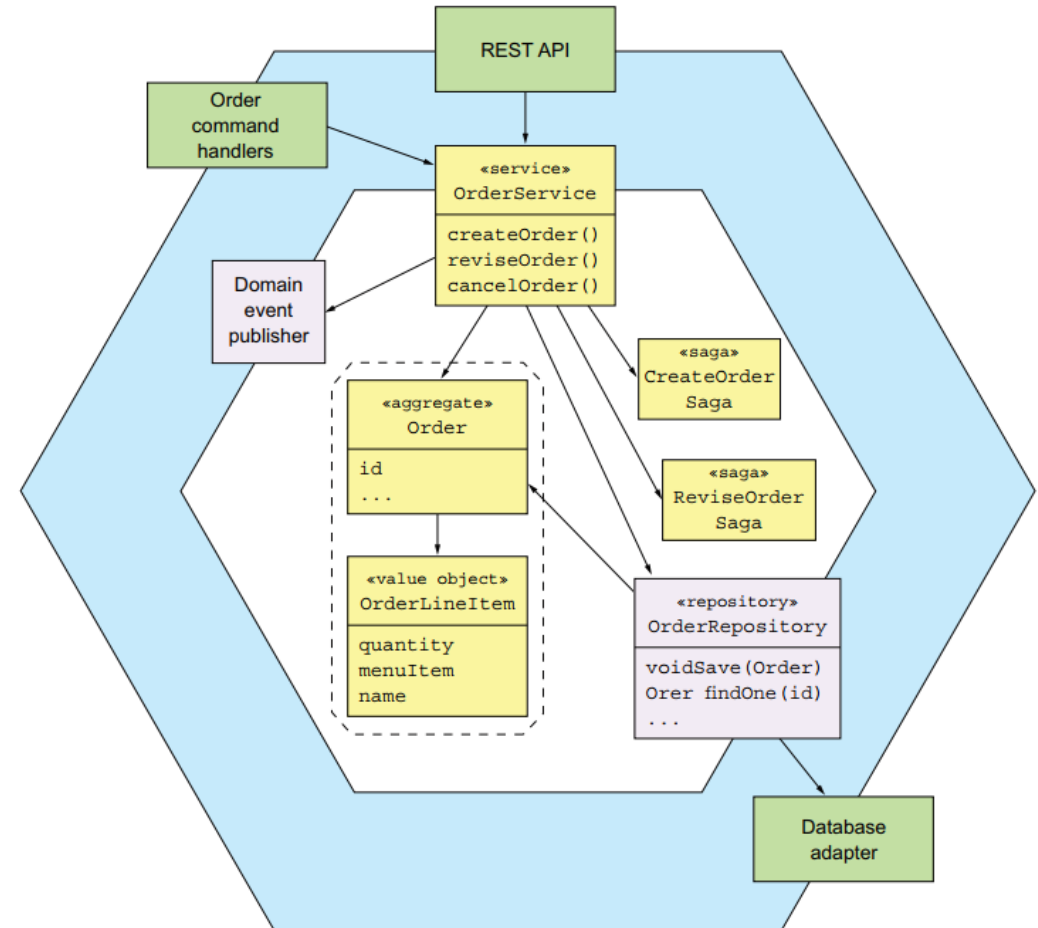 REST API
Order
command
handlers
«service»
OrderService
createOrder()
reviseOrder()
cancelOrder()
Domain
event
publisher
«saga»
CreateOrder
Saga
«aggregate»
Order
id
...
«saga»
ReviseOrder
Saga
«value object»
OrderLineItem
quantity
menuItem
name
«repository»
OrderRepository
voidSave(Order)
Orer findOne(id)
...
Database
adapter